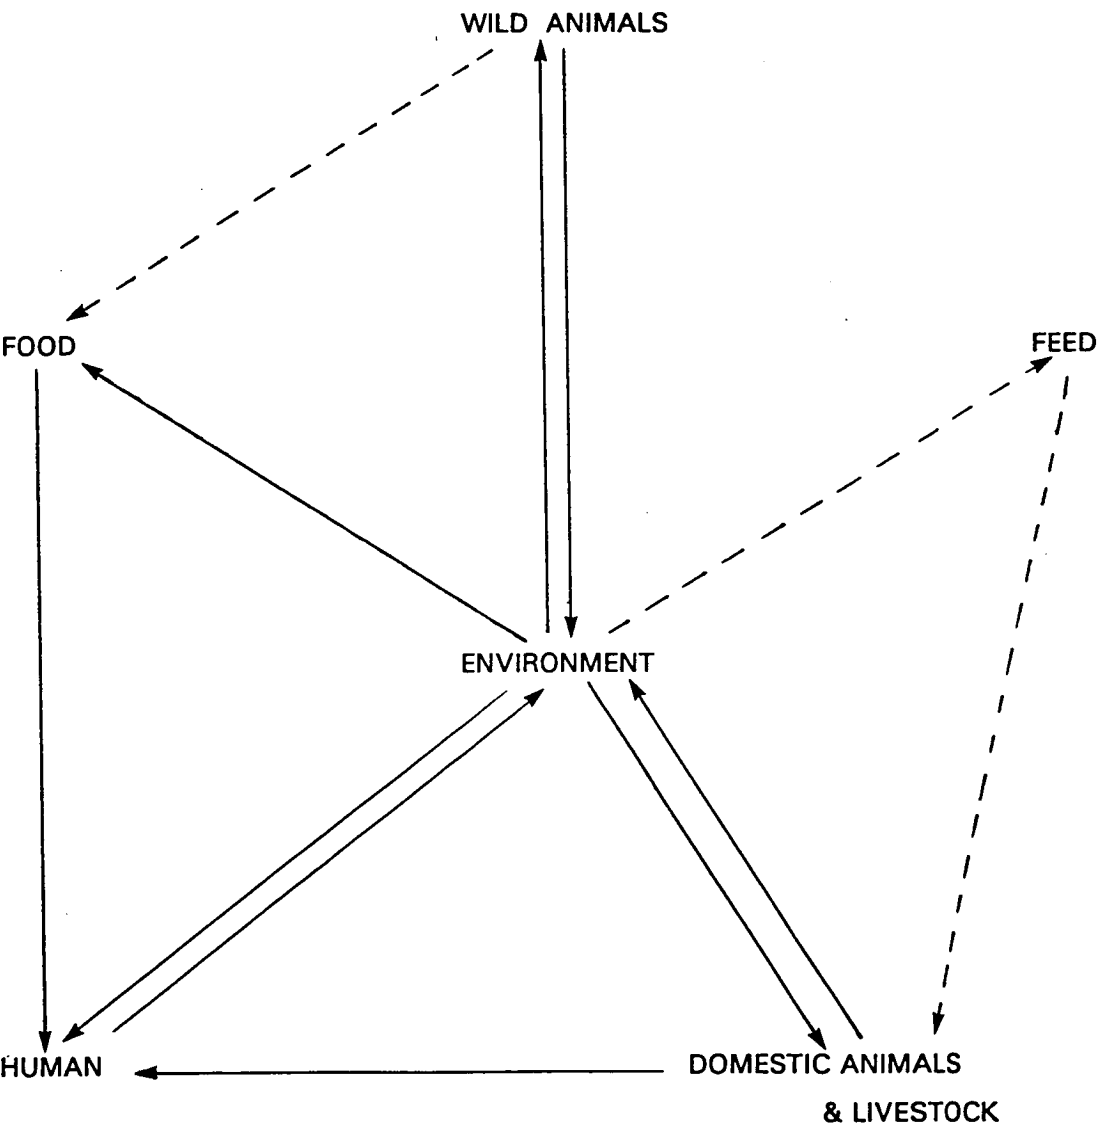 WILD ANIMALS
FOOD
FEED
ENVIRONMENT
HUMAN
DOMESTIC ANIMALS
& LIVESTOCK